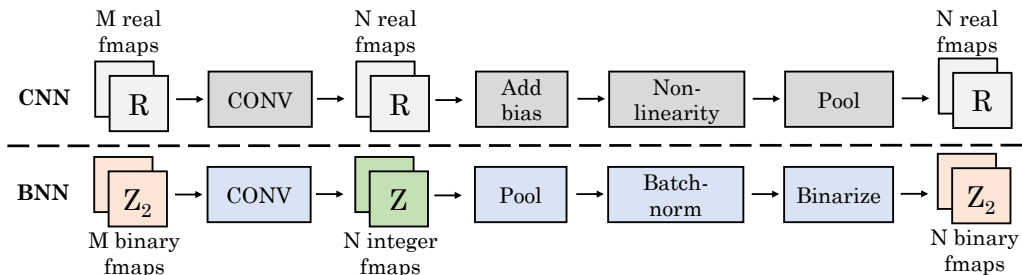 M real
fmaps
N real
fmaps
N real
fmaps
CNN
R
CONV
R
Add
bias
Non-
linearity
Pool
R
BNN
Z₂
CONV
Z
Pool
Batch-
norm
Binarize
Z₂
M binary
fmaps
N integer
fmaps
N binary
fmaps